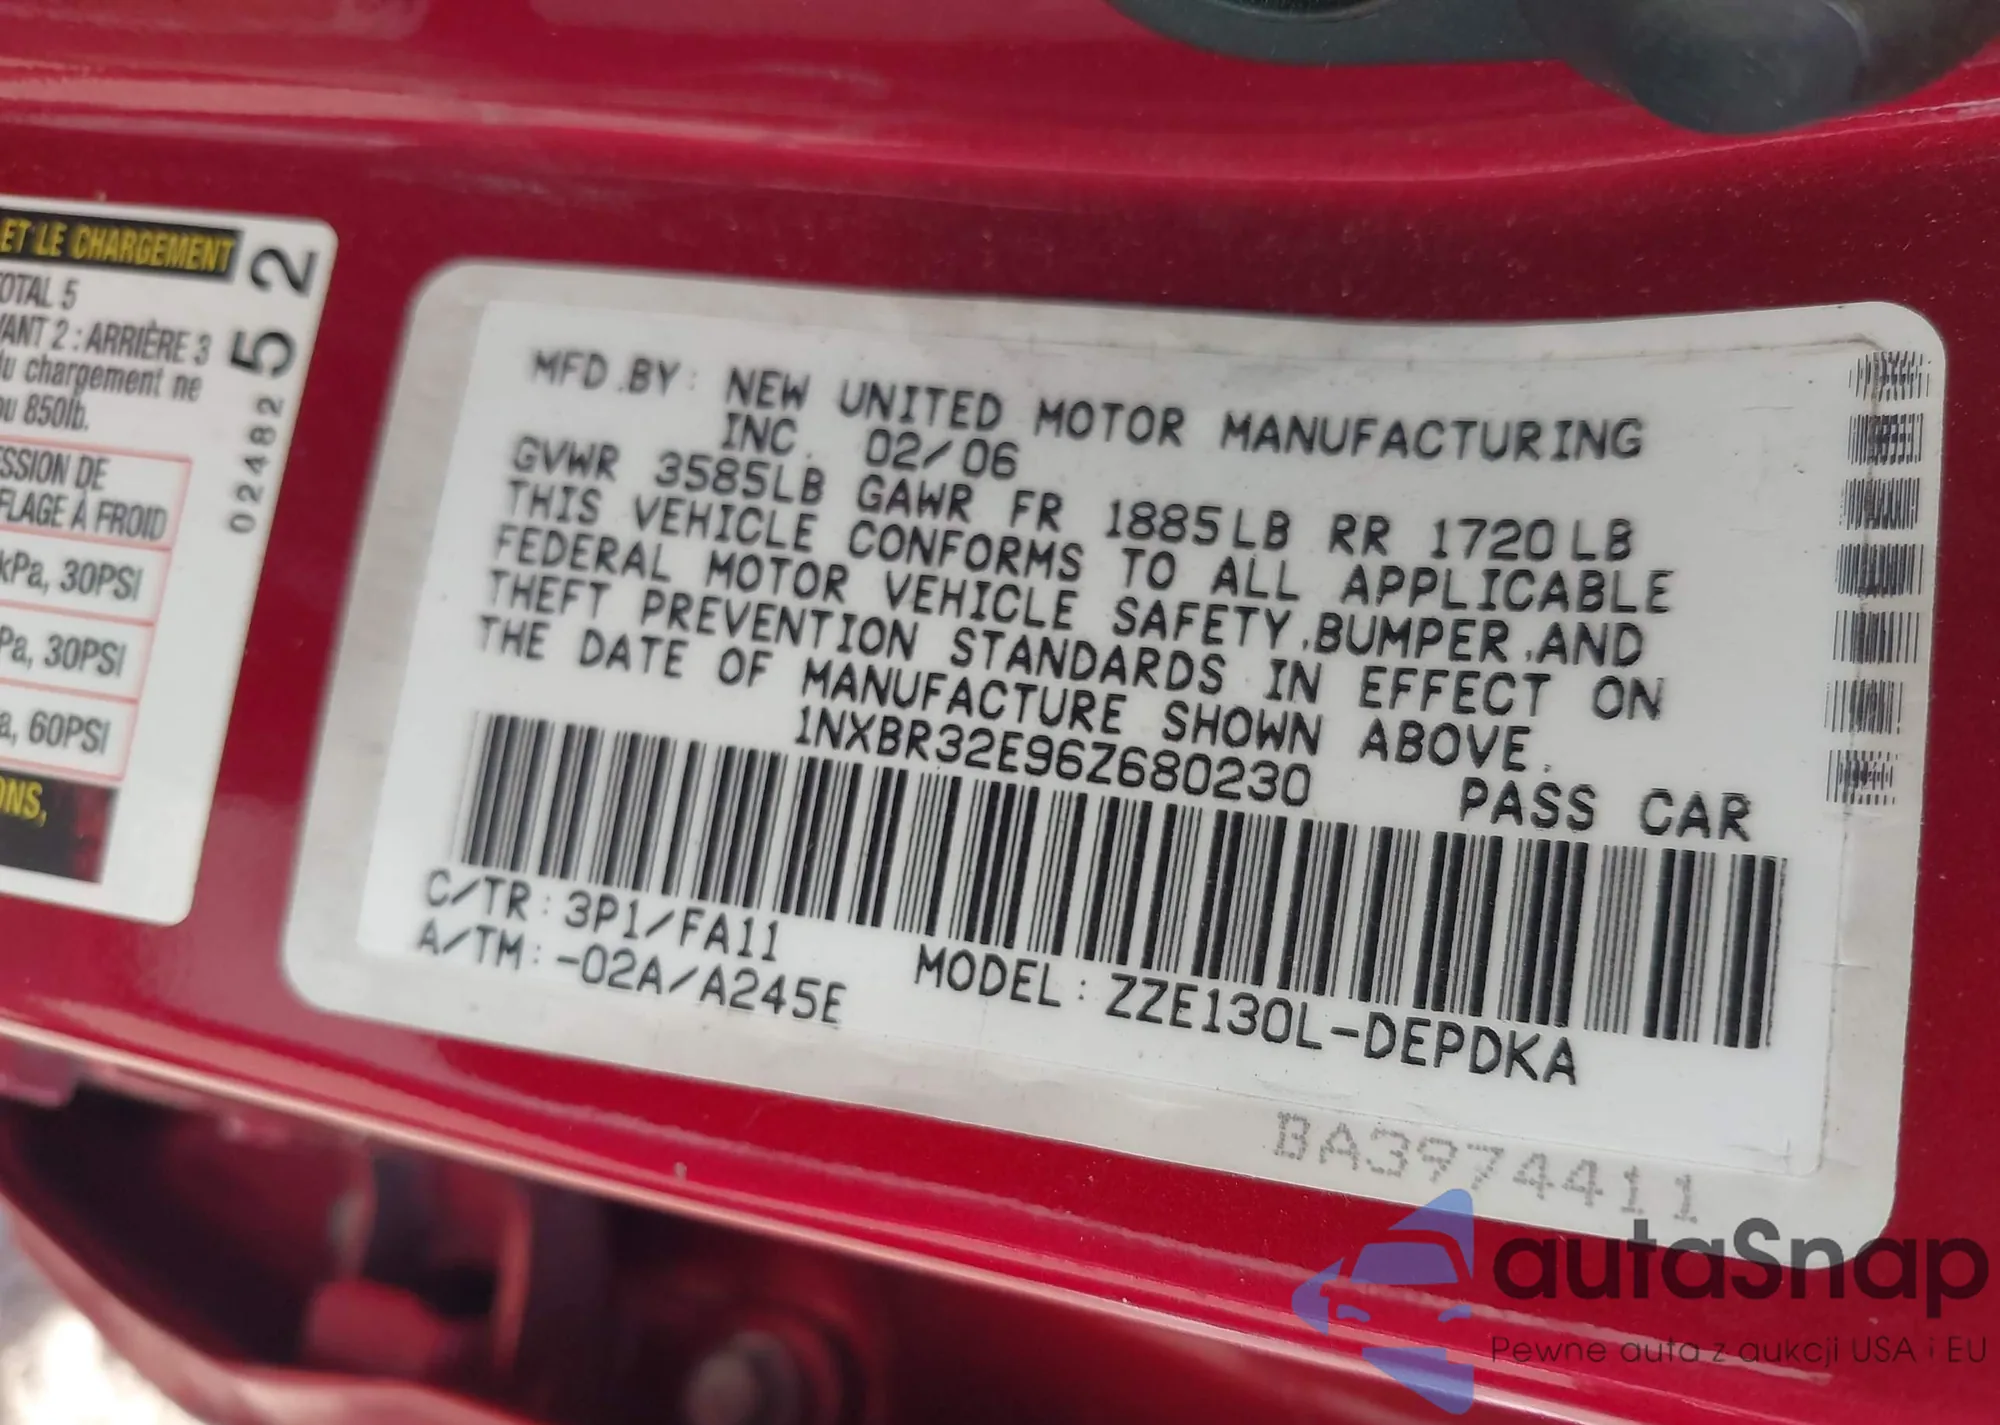 ET LE CHARGEMENT
TOTAL 5
VANT 2 : ARRIÈRE 3
du chargement ne
ou 850lb.
SSION DE
FLAGE À FROID
kPa, 30PSI
Pa, 30PSI
a, 60PSI
ONS,
02482 52
MFD.BY: NEW UNITED MOTOR MANUFACTURING
INC. 02/06
GVWR 3585LB GAWR FR 1885LB RR 1720LB
THIS VEHICLE CONFORMS TO ALL APPLICABLE
FEDERAL MOTOR VEHICLE SAFETY,BUMPER,AND
THEFT PREVENTION STANDARDS IN EFFECT ON
THE DATE OF MANUFACTURE SHOWN ABOVE.
1NXBR32E96Z680230
PASS CAR
C/TR:3P1/FA11
A/TM:-02A/A245E
MODEL:ZZE130L-DEPDKA
BA3974411
autaSnap
Pewne auta z aukcji USA i EU